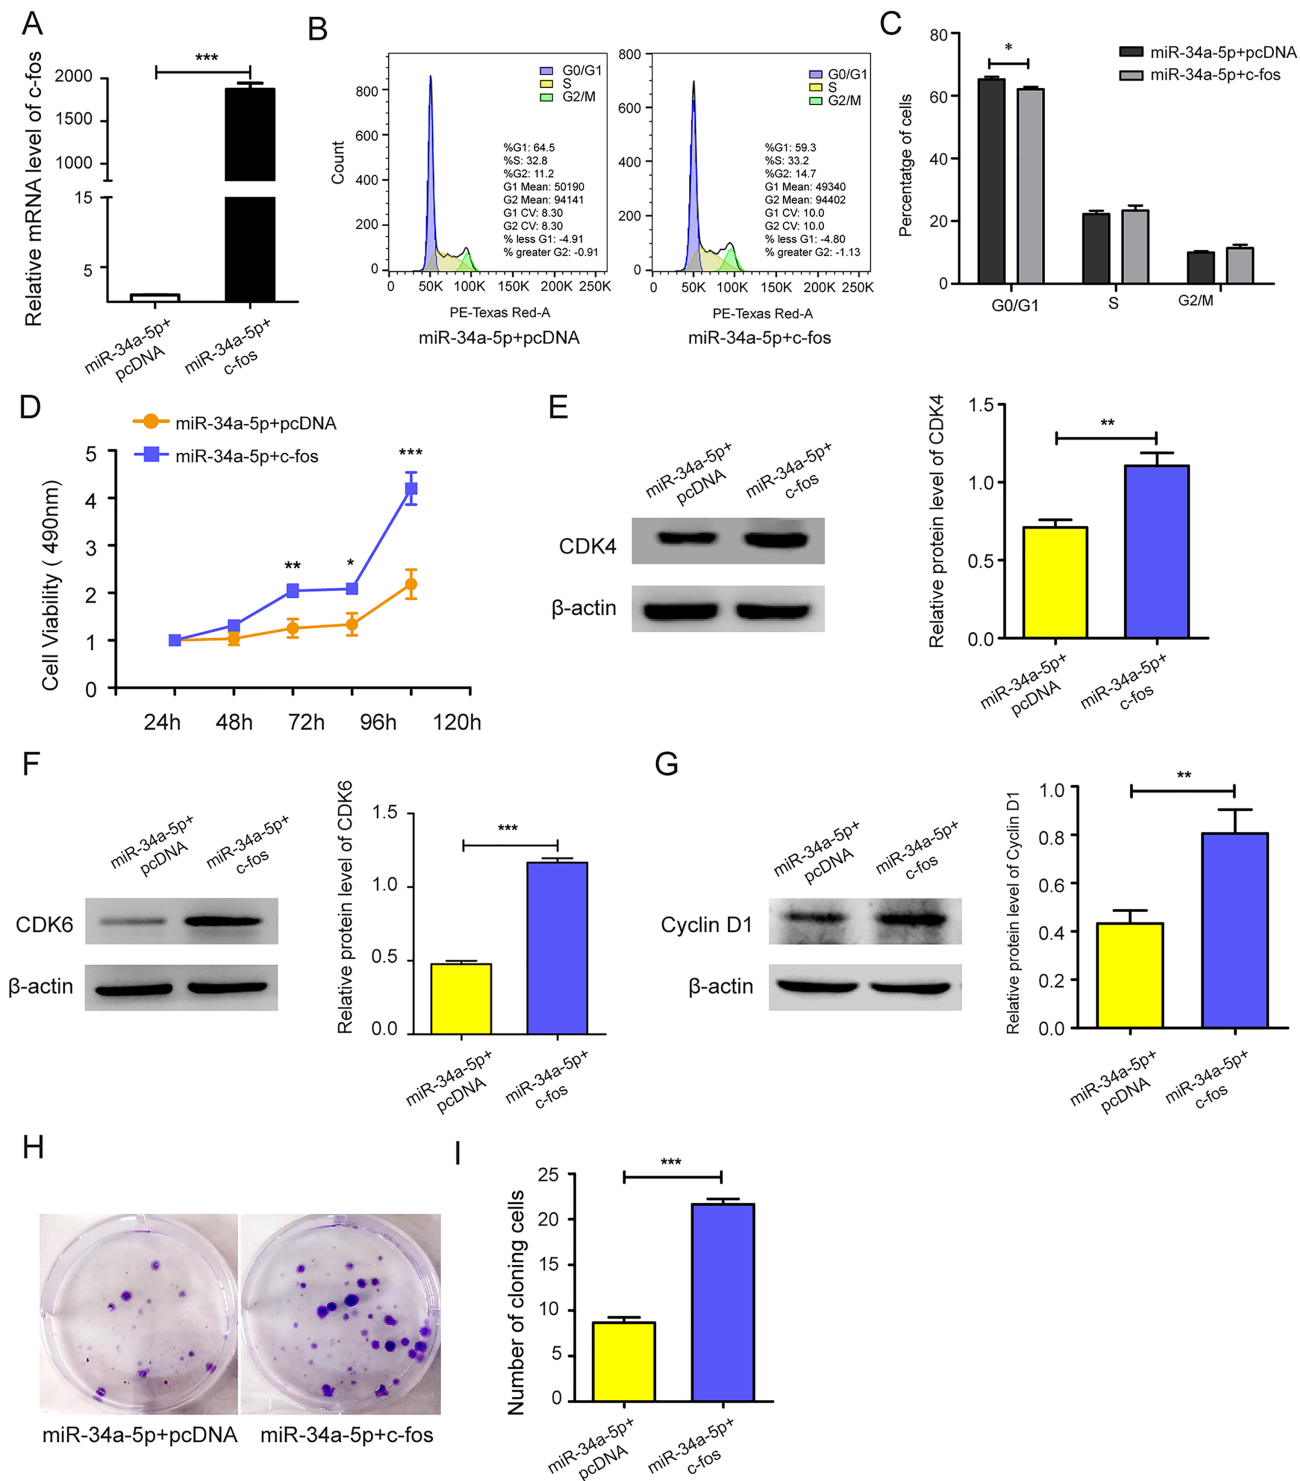 A
Relative mRNA level of c-fos
2000
1500
1000
15
5
***
miR-34a-5p+
pcDNA
miR-34a-5p+
c-fos
B
Count
800
600
400
200
0
G0/G1
S
G2/M
%G1: 64.5
%S: 32.8
%G2: 11.2
G1 Mean: 50190
G2 Mean: 94141
G1 CV: 8.30
G2 CV: 8.30
% less G1: -4.91
% greater G2: -0.91
0 50K 100K 150K 200K 250K
PE-Texas Red-A
miR-34a-5p+pcDNA
800
600
400
200
0
G0/G1
S
G2/M
%G1: 59.3
%S: 33.2
%G2: 14.7
G1 Mean: 49340
G2 Mean: 94402
G1 CV: 10.0
G2 CV: 10.0
% less G1: -4.80
% greater G2: -1.13
0 50K 100K 150K 200K 250K
PE-Texas Red-A
miR-34a-5p+c-fos
C
Percentatge of cells
80
60
40
20
0
*
miR-34a-5p+pcDNA
miR-34a-5p+c-fos
G0/G1 S G2/M
D
miR-34a-5p+pcDNA
miR-34a-5p+c-fos
Cell Viability ( 490nm)
5
4
3
2
1
0
**
*
***
24h 48h 72h 96h 120h
E
miR-34a-5p+
pcDNA
miR-34a-5p+
c-fos
CDK4
β-actin
Relative protein level of CDK4
1.5
1.0
0.5
0.0
**
miR-34a-5p+
pcDNA
miR-34a-5p+
c-fos
F
miR-34a-5p+
pcDNA
miR-34a-5p+
c-fos
CDK6
β-actin
Relative protein level of CDK6
1.5
1.0
0.5
0.0
***
miR-34a-5p+
pcDNA
miR-34a-5p+
c-fos
G
miR-34a-5p+
pcDNA
miR-34a-5p+
c-fos
Cyclin D1
β-actin
Relative protein level of Cyclin D1
1.0
0.8
0.6
0.4
0.2
0.0
**
miR-34a-5p+
pcDNA
miR-34a-5p+
c-fos
H
miR-34a-5p+pcDNA
miR-34a-5p+c-fos
I
Number of cloning cells
25
20
15
10
5
0
***
miR-34a-5p+
pcDNA
miR-34a-5p+
c-fos